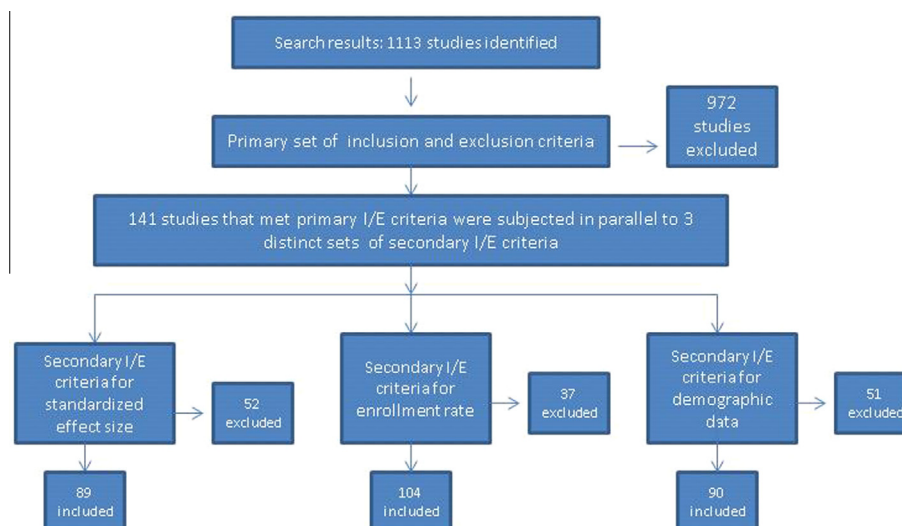 Search results: 1113 studies identified
972
studies
excluded
Primary set of inclusion and exclusion criteria
141 studies that met primary I/E criteria were subjected in parallel to 3
distinct sets of secondary I/E criteria
Secondary I/E
criteria for
standardized
effect size
52
excluded
89
included
Secondary I/E
criteria for
enrollment rate
37
excluded
104
included
Secondary I/E
criteria for
demographic
data
51
excluded
90
included